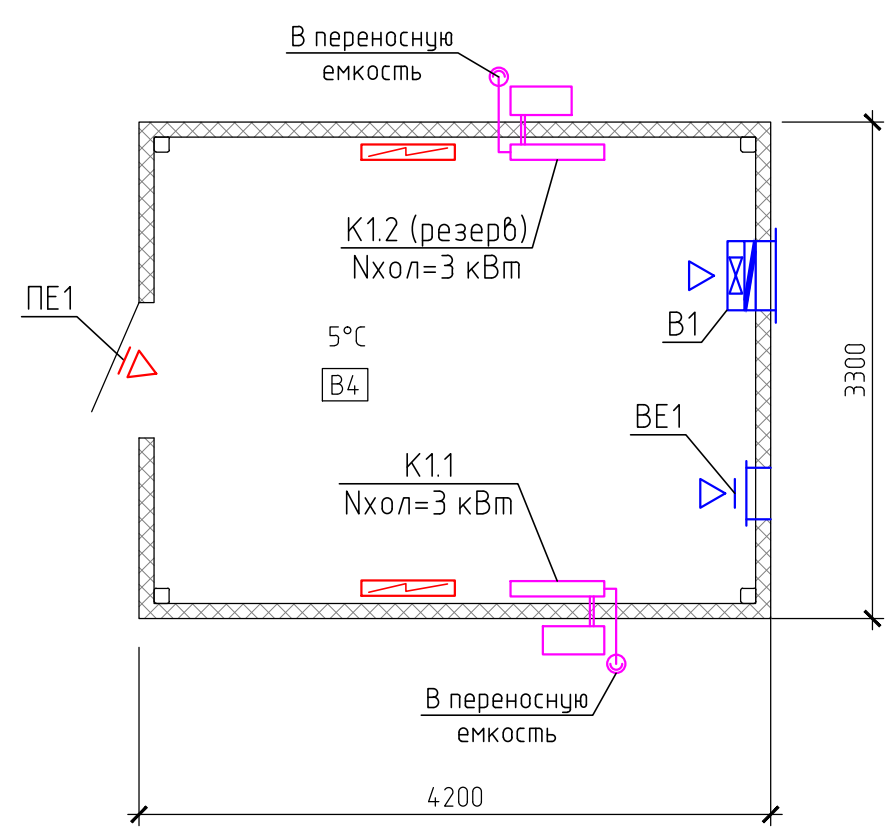 В переносную
емкость
К1.2 (резерв)
Nхол=3 кВт
ПЕ1
В1
5°С
В4
3300
ВЕ1
К1.1
Nхол=3 кВт
В переносную
емкость
4200